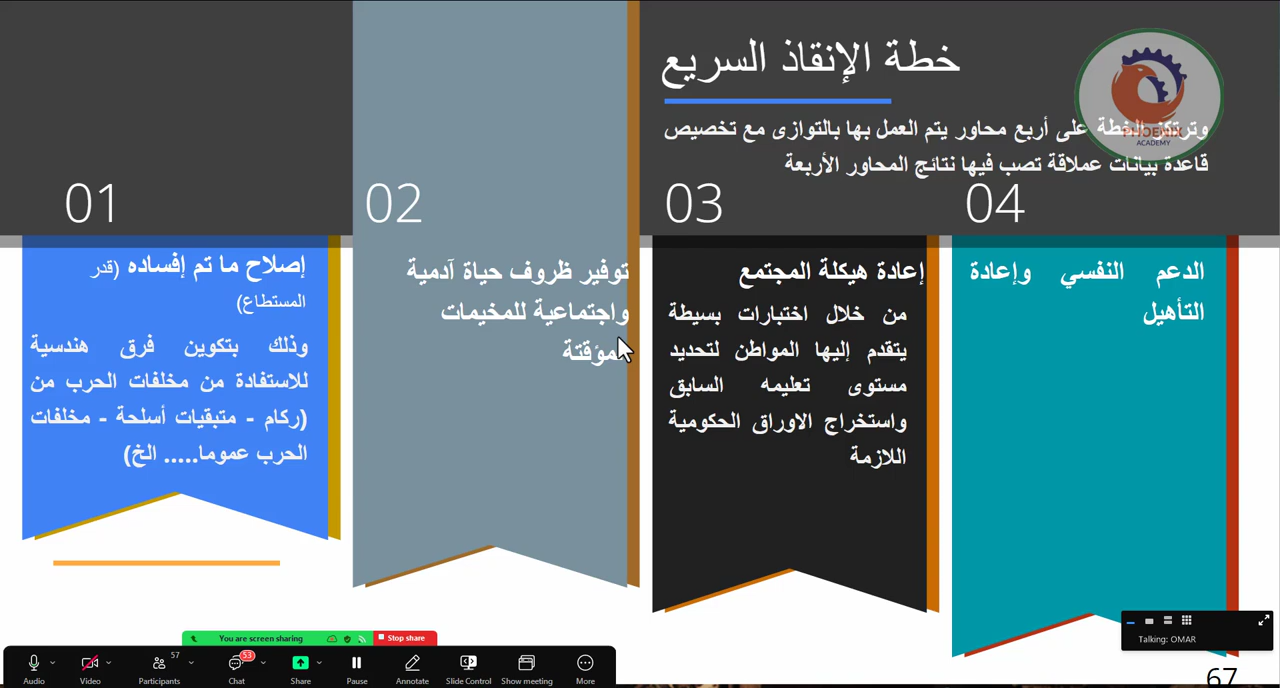 خطة الإنقاذ السريع
وترتكز الخطة على أربع محاور يتم العمل بها بالتوازى مع تخصيص
قاعدة بيانات عملاقة تصب فيها نتائج المحاور الأربعة
PHOENIX
ACADEMY
01
إصلاح ما تم إفساده (قدر
المستطاع)
وذلك بتكوين فرق هندسية
للاستفادة من مخلفات الحرب من
(ركام - متبقيات أسلحة - مخلفات
الحرب عموما..... الخ)
02
توفير ظروف حياة آدمية
واجتماعية للمخيمات
03
إعادة هيكلة المجتمع
من خلال اختبارات بسيطة
يتقدم إليها المواطن لتحديد
مستوى تعليمه السابق
واستخراج الاوراق الحكومية
اللازمة
04
الدعم النفسي وإعادة
التأهيل
You are screen sharing
Stop share
Talking: OMAR
57
53
Audio
Video
Participants
Chat
Share
Pause
Annotate
Slide Control
Show meeting
More
67